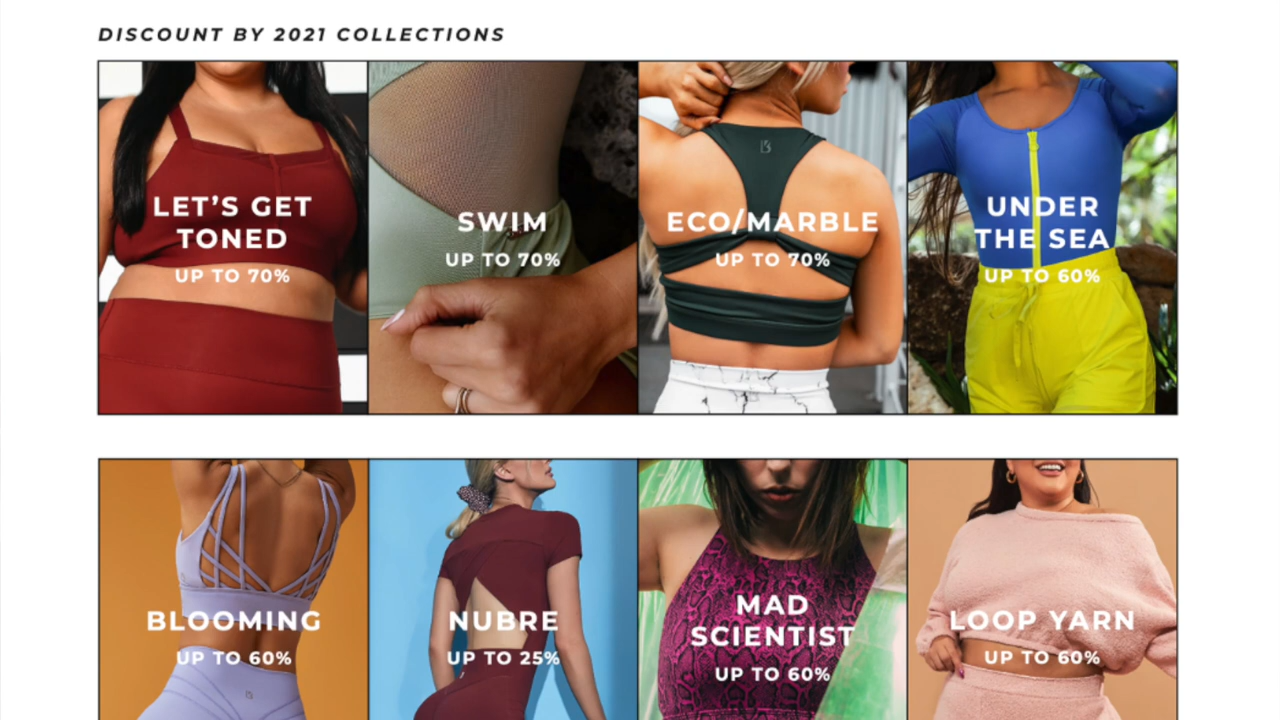 DISCOUNT BY 2021 COLLECTIONS
LET'S GET
TONED
UP TO 70%
SWIM
UP TO 70%
ECO/MARBLE
UP TO 70%
UNDER
THE SEA
UP TO 60%
BLOOMING
UP TO 60%
NUBRE
UP TO 25%
MAD
SCIENTIST
UP TO 60%
LOOP YARN
UP TO 60%